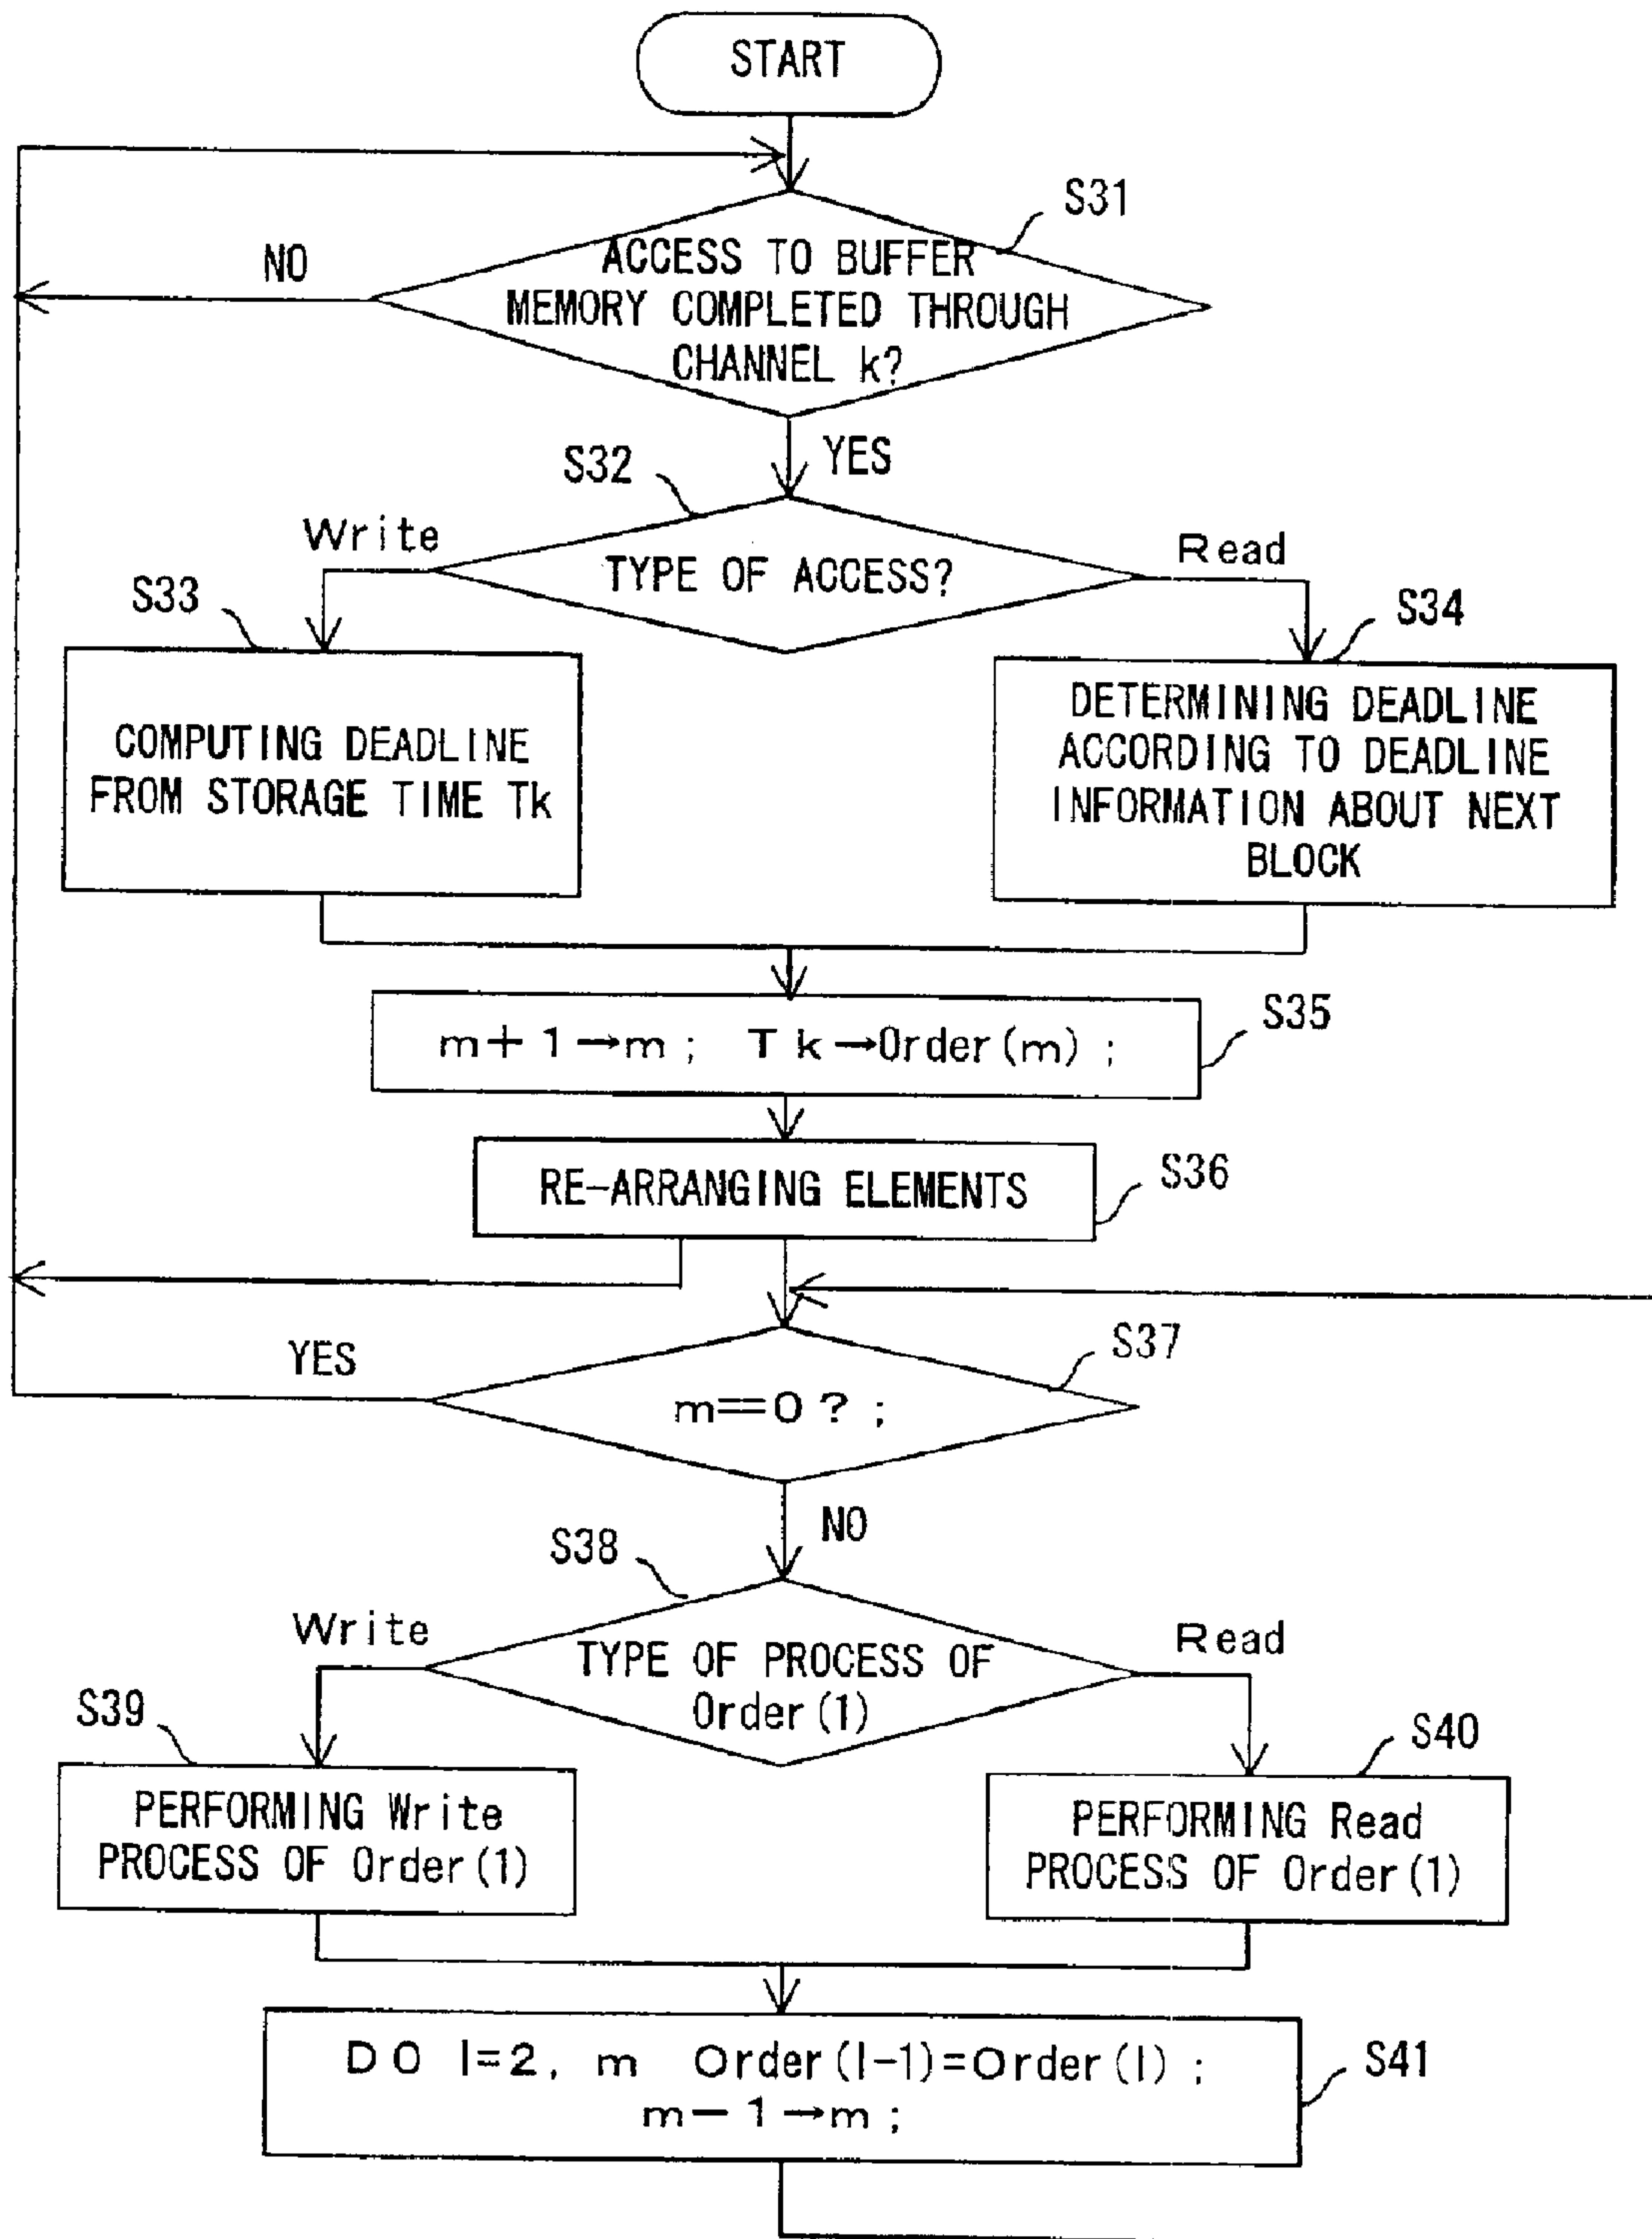 START
S31
NO
ACCESS TO BUFFER
MEMORY COMPLETED THROUGH
CHANNEL k?
YES
S32
Write
TYPE OF ACCESS?
Read
S33
COMPUTING DEADLINE
FROM STORAGE TIME Tk
S34
DETERMINING DEADLINE
ACCORDING TO DEADLINE
INFORMATION ABOUT NEXT
BLOCK
m+1→m; Tk→Order(m);
S35
RE-ARRANGING ELEMENTS
S36
YES
S37
m==0?;
NO
S38
Write
TYPE OF PROCESS OF
Order(1)
Read
S39
PERFORMING Write
PROCESS OF Order(1)
S40
PERFORMING Read
PROCESS OF Order(1)
DO l=2, m Order(l-1)=Order(l);
m-1→m;
S41